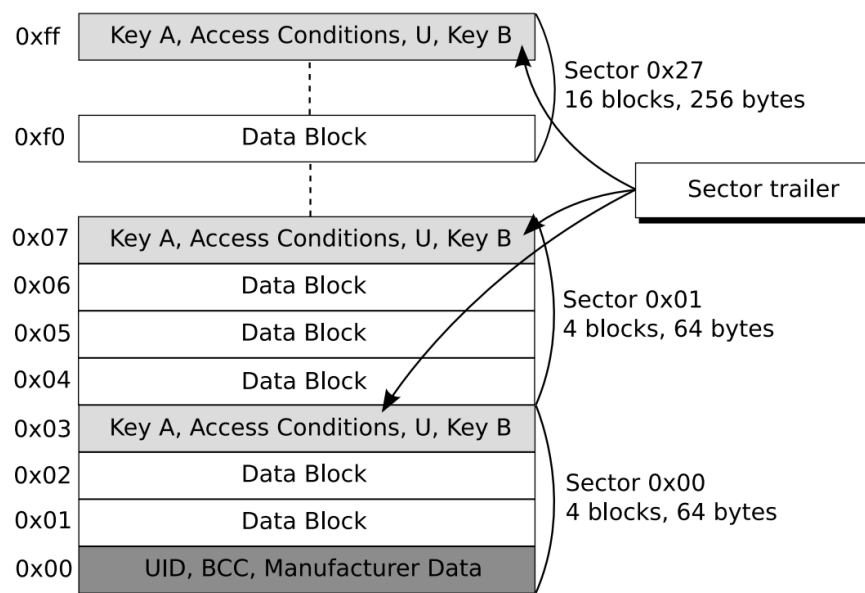 0xff
Key A, Access Conditions, U, Key B
Sector 0x27
16 blocks, 256 bytes
0xf0
Data Block
Sector trailer
0x07
Key A, Access Conditions, U, Key B
0x06
Data Block
Sector 0x01
4 blocks, 64 bytes
0x05
Data Block
0x04
Data Block
0x03
Key A, Access Conditions, U, Key B
0x02
Data Block
Sector 0x00
4 blocks, 64 bytes
0x01
Data Block
0x00
UID, BCC, Manufacturer Data